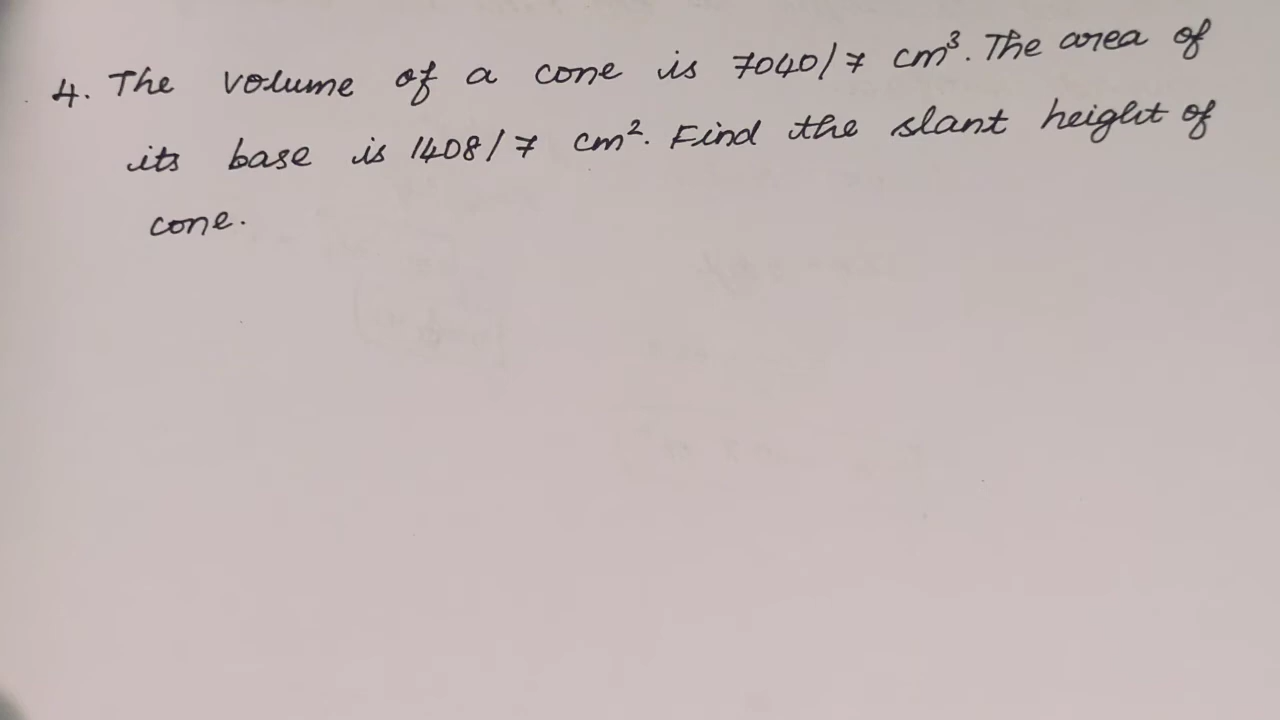 4. The volume of a cone is 7040/7 cm³. The area of
its base is 1408/7 cm². Find the slant height of
cone.